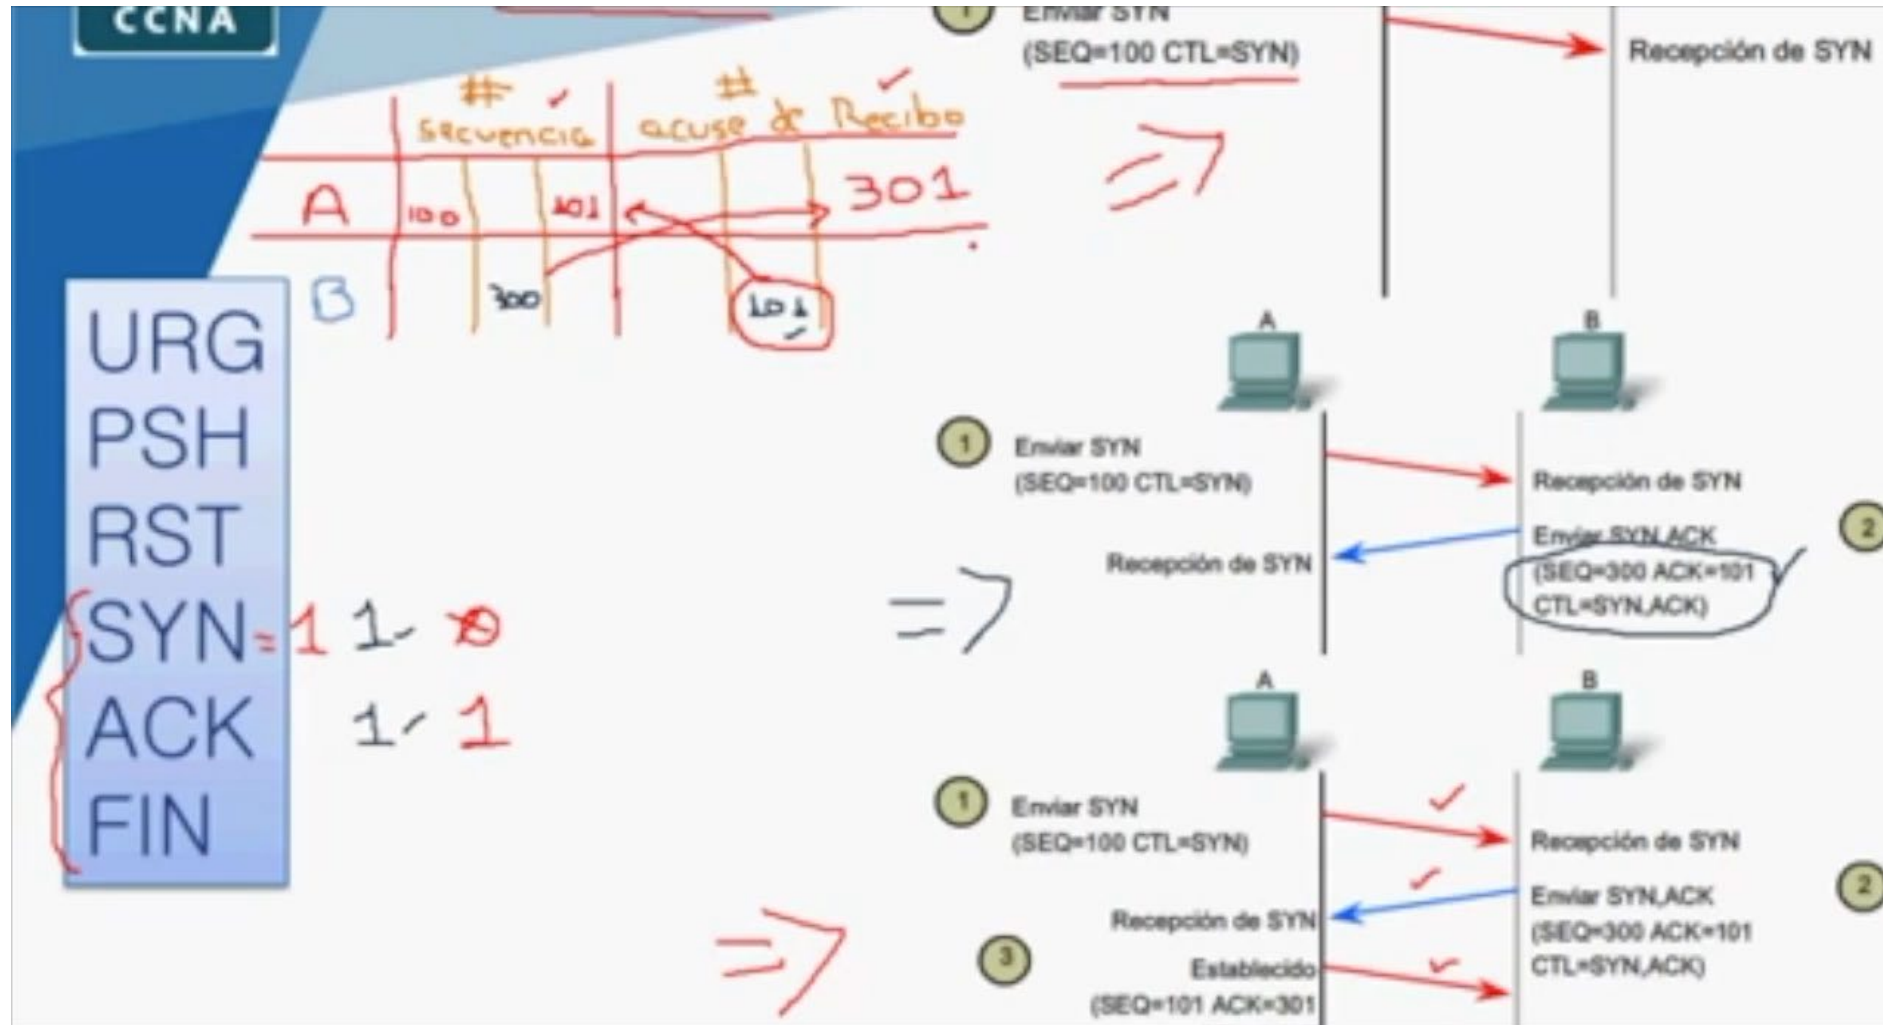 CCNA
# #
secuencia acuse de Recibo
A 100 101 301
B 300 101
URG
PSH
RST
SYN = 1 1 0
ACK 1 1
FIN
1 Enviar SYN
(SEQ=100 CTL=SYN)
Recepción de SYN
A B
1 Enviar SYN
(SEQ=100 CTL=SYN)
Recepción de SYN
Enviar SYN,ACK 2
Recepción de SYN
(SEQ=300 ACK=101
CTL=SYN,ACK)
A B
1 Enviar SYN
(SEQ=100 CTL=SYN)
Recepción de SYN
Enviar SYN,ACK 2
Recepción de SYN
(SEQ=300 ACK=101
CTL=SYN,ACK)
3 Establecido
(SEQ=101 ACK=301